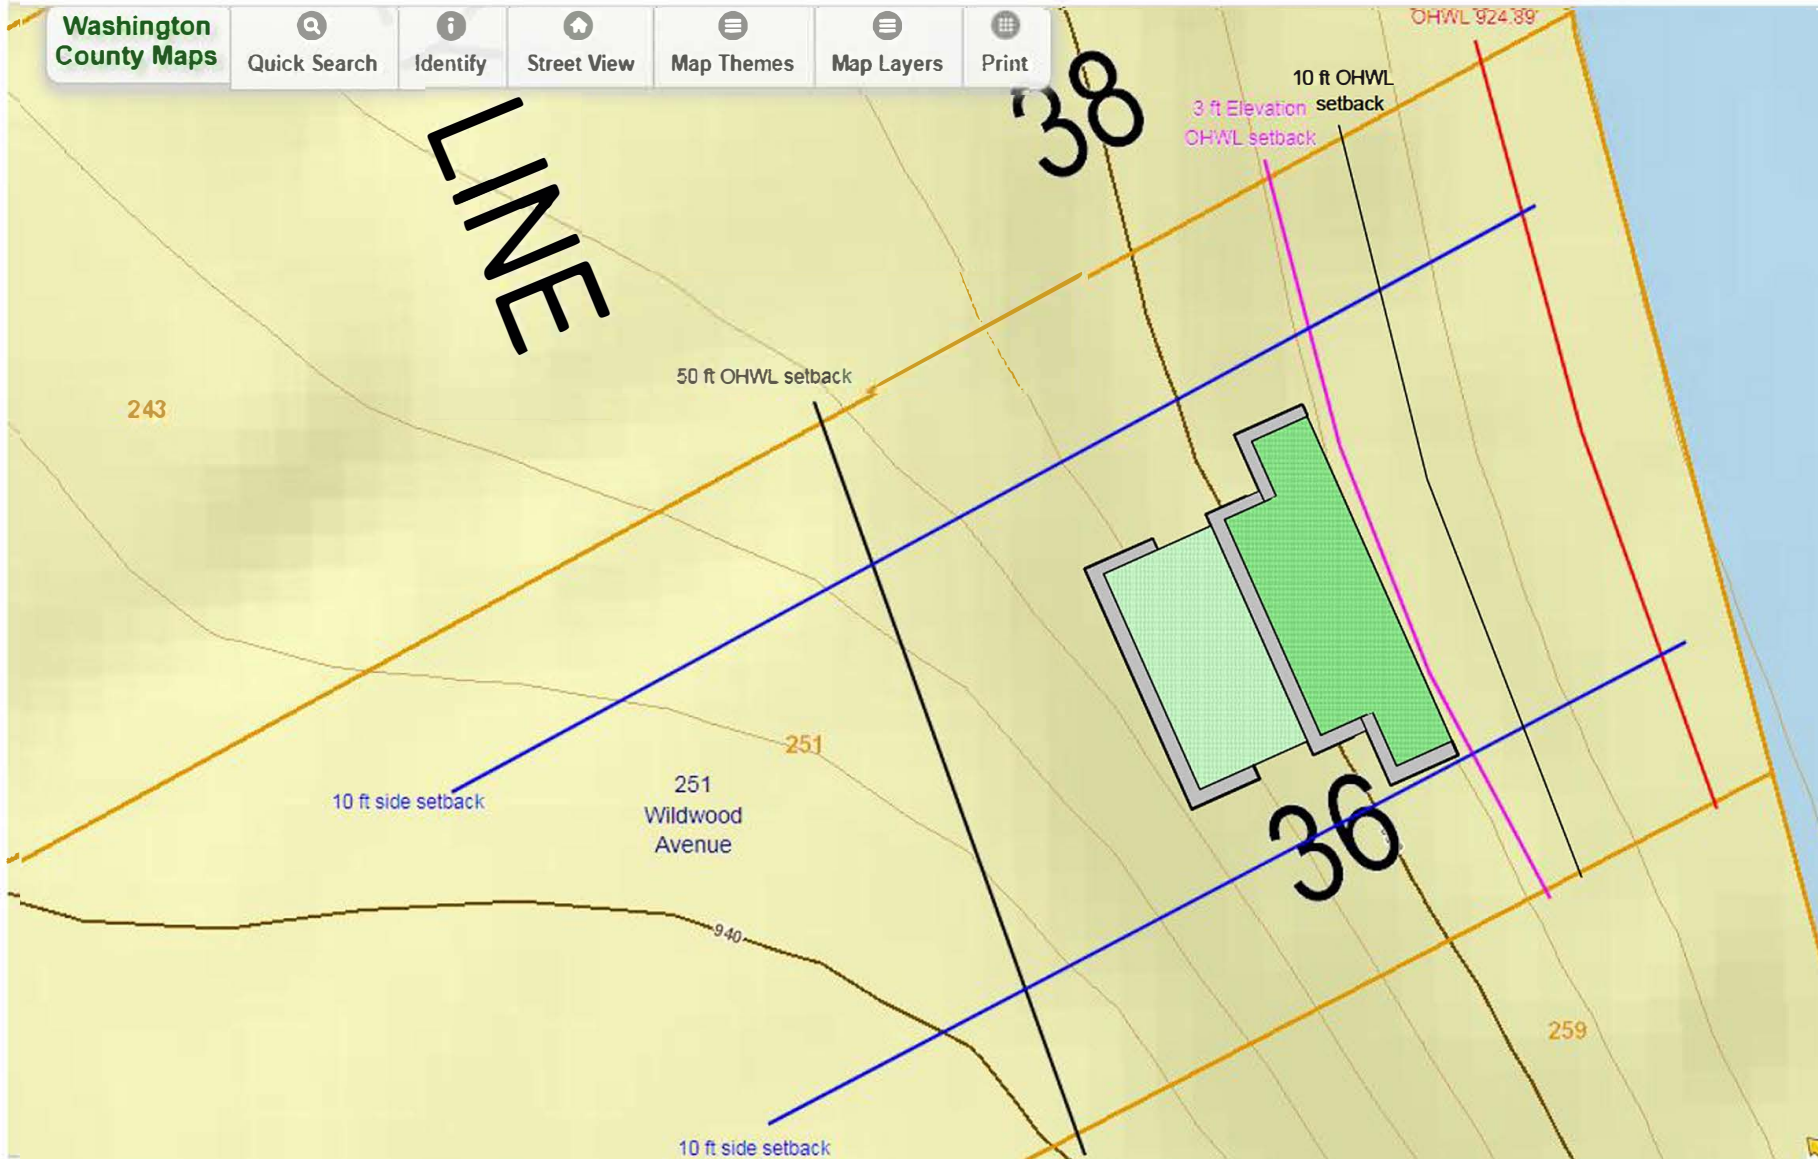 Washington
County Maps
Quick Search
Identify
Street View
Map Themes
Map Layers
Print
OHWL 924.89'
10 ft OHWL
setback
3 ft Elevation
OHWL setback
38
LINE
50 ft OHWL setback
243
251
10 ft side setback
251
Wildwood
Avenue
36
940
259
10 ft side setback